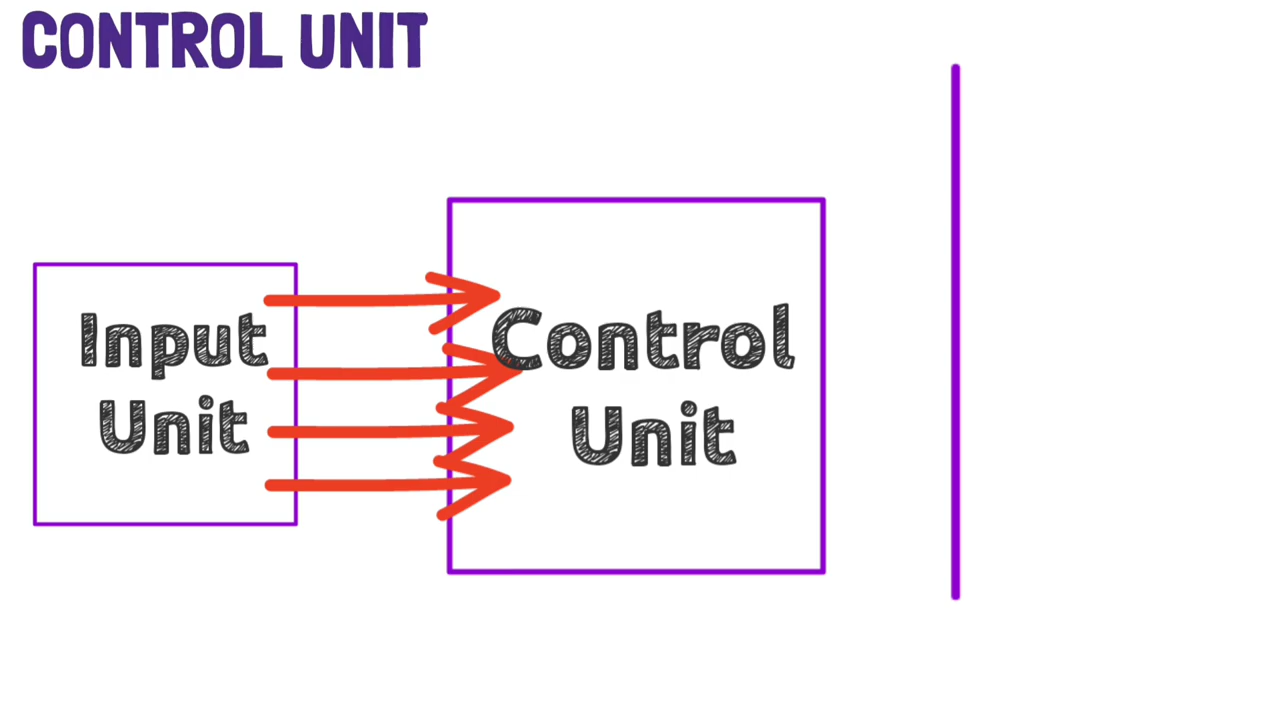 CONTROL UNIT
Input
Unit
Control
Unit